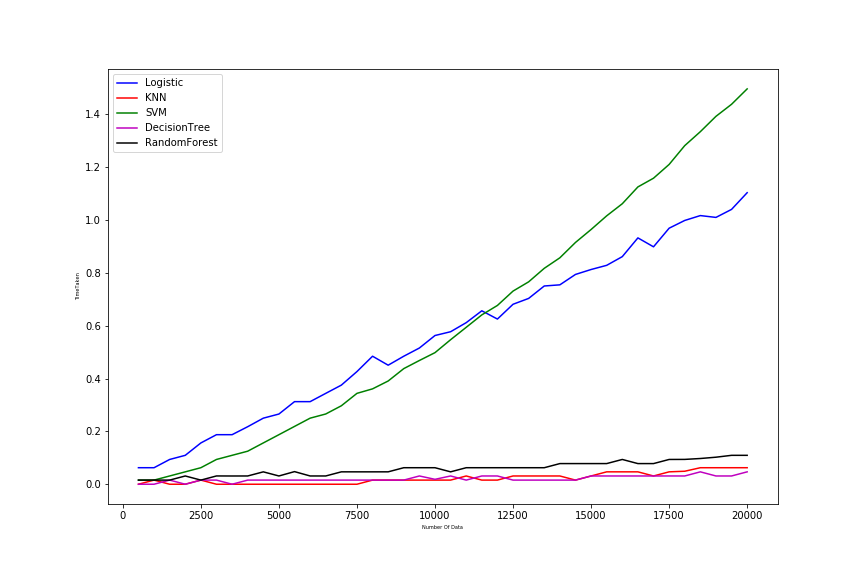 Logistic
KNN
SVM
DecisionTree
RandomForest
1.4
1.2
1.0
0.8
0.6
0.4
0.2
0.0
TimeTaken
0 2500 5000 7500 10000 12500 15000 17500 20000
Number Of Data